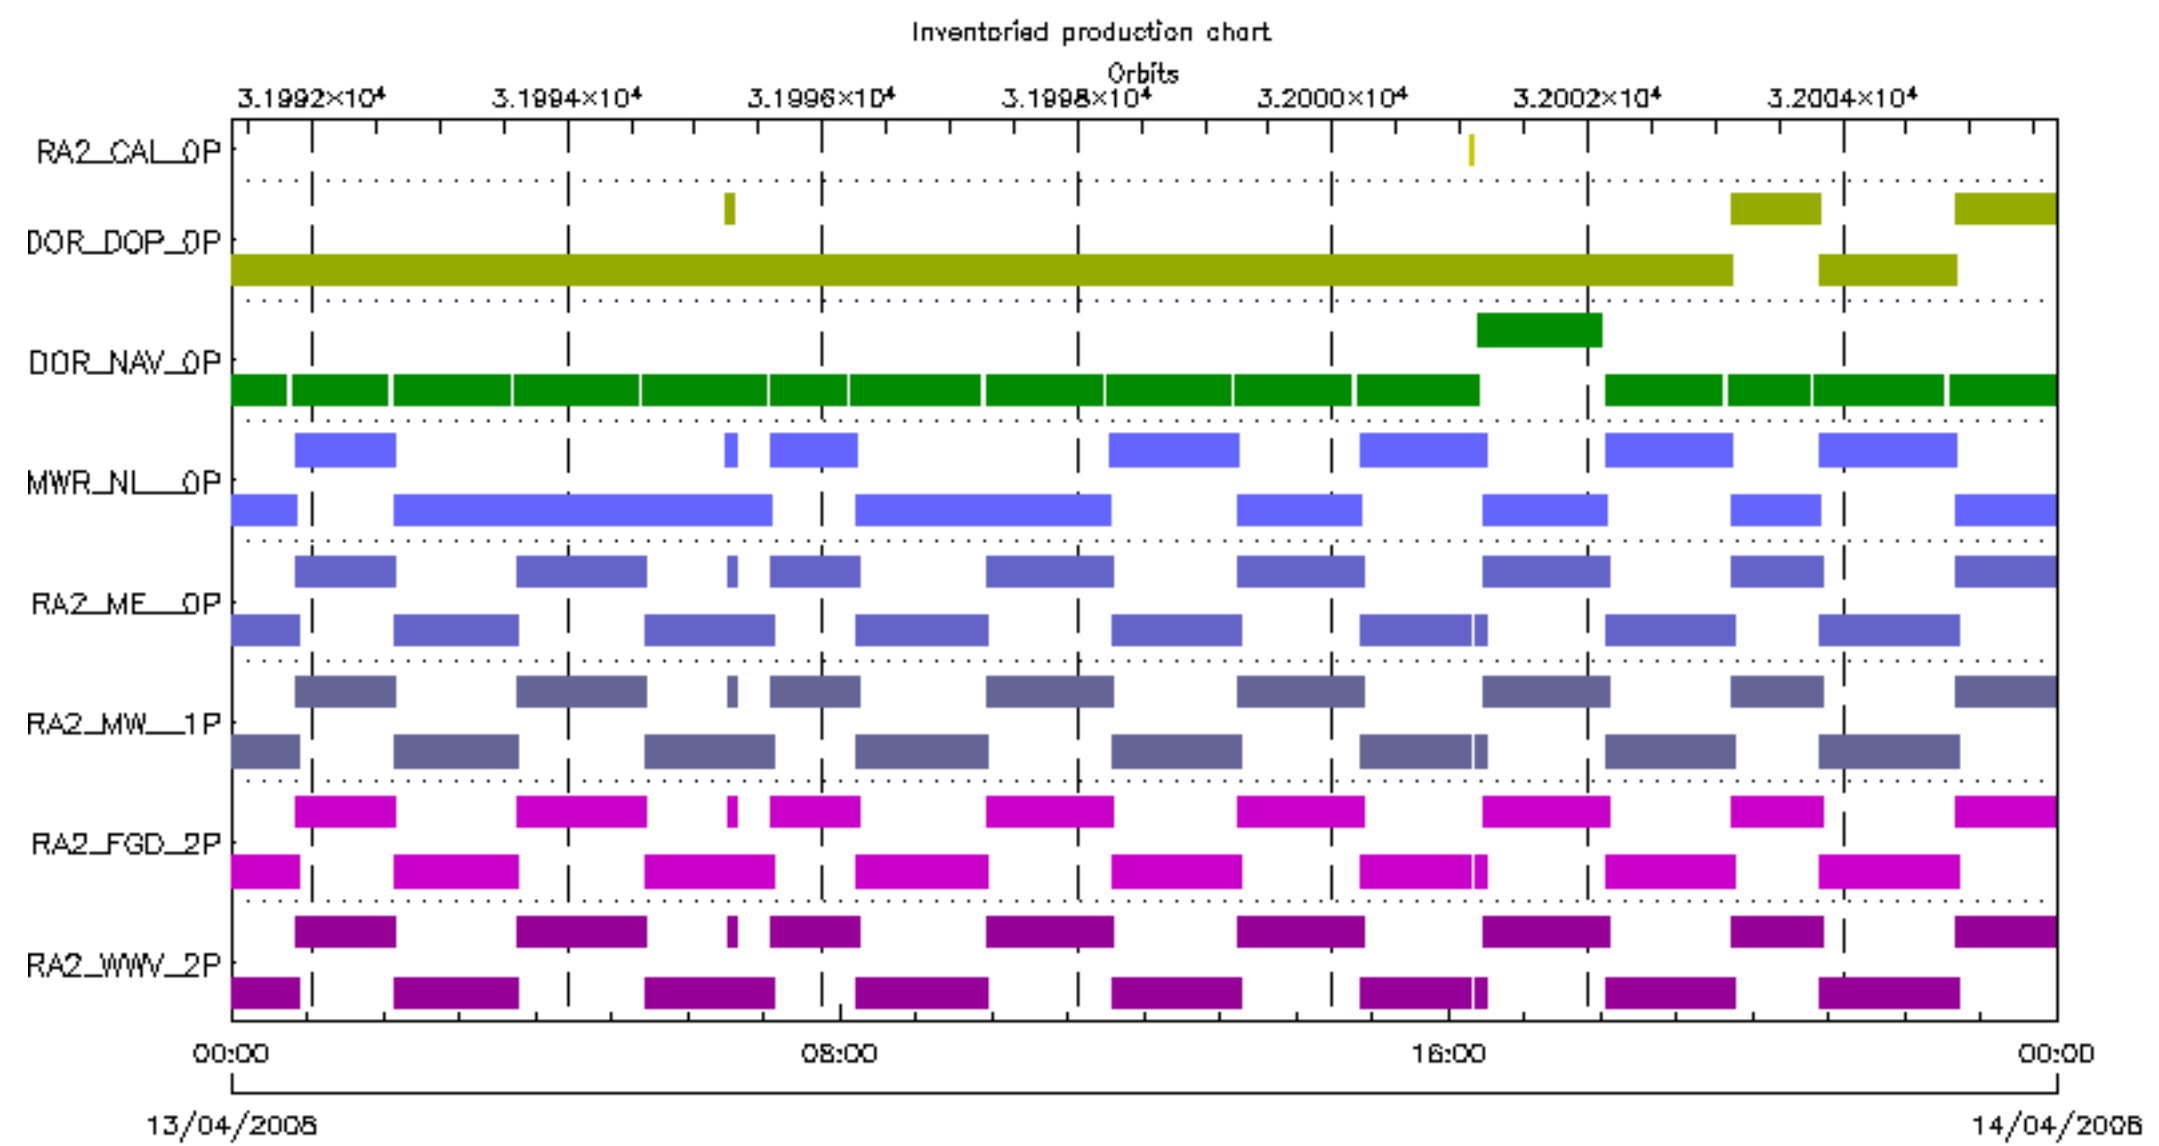 Inventoried production chart
Orbits
3.1992×10⁴ 3.1994×10⁴ 3.1996×10⁴ 3.1998×10⁴ 3.2000×10⁴ 3.2002×10⁴ 3.2004×10⁴
RA2_CAL_0P
DOR_DOP_0P
DOR_NAV_0P
MWR_NL__0P
RA2_ME__0P
RA2_MW__1P
RA2_FGD_2P
RA2_WWV_2P
00:00 08:00 16:00 00:00
13/04/2008 14/04/2008